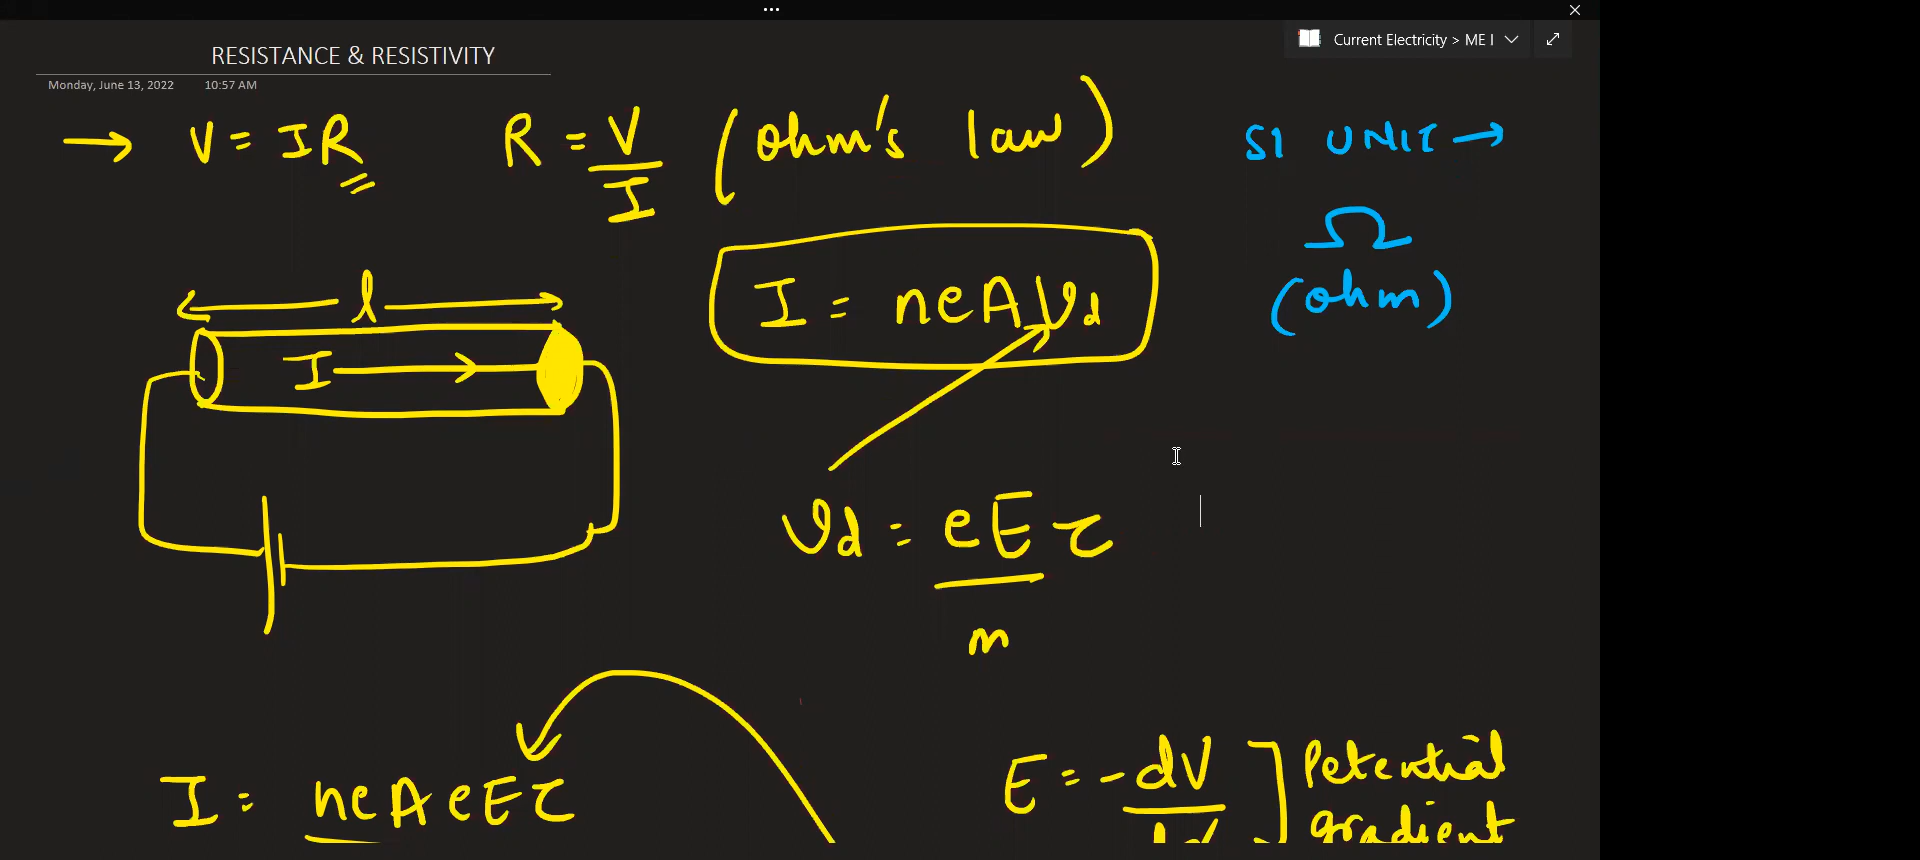 Current Electricity > ME I
RESISTANCE & RESISTIVITY
Monday, June 13, 2022 10:57 AM
→ V = IR R = V/I (ohm's law) SI UNIT →
Ω
(ohm)
l
I = neAvd
I
vd = eE/m τ
I = neAeEτ
E = -dV
Potential
gradient